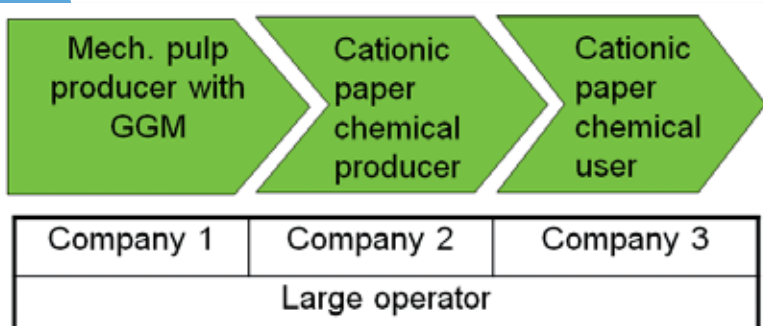 Mech. pulp
producer with
GGM
Cationic
paper
chemical
producer
Cationic
paper
chemical
user
Company 1
Company 2
Company 3
Large operator